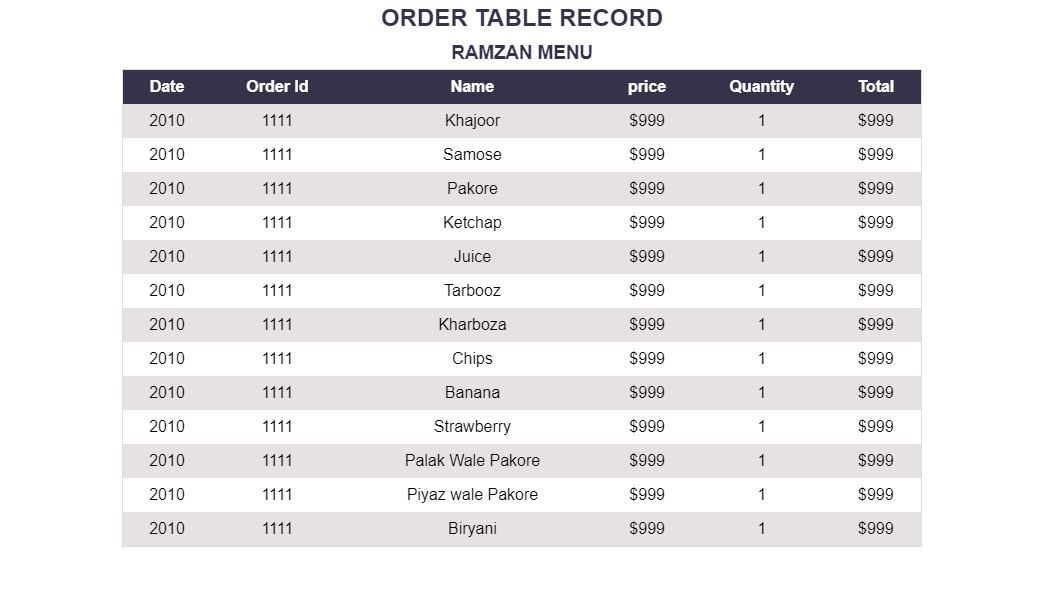 ORDER TABLE RECORD
RAMZAN MENU
Date Order Id Name price Quantity Total
2010 1111 Khajoor $999 1 $999
2010 1111 Samose $999 1 $999
2010 1111 Pakore $999 1 $999
2010 1111 Ketchap $999 1 $999
2010 1111 Juice $999 1 $999
2010 1111 Tarbooz $999 1 $999
2010 1111 Kharboza $999 1 $999
2010 1111 Chips $999 1 $999
2010 1111 Banana $999 1 $999
2010 1111 Strawberry $999 1 $999
2010 1111 Palak Wale Pakore $999 1 $999
2010 1111 Piyaz wale Pakore $999 1 $999
2010 1111 Biryani $999 1 $999